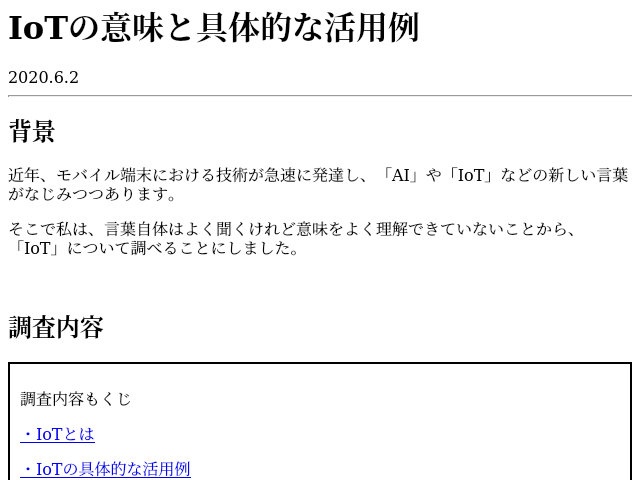 IoTの意味と具体的な活用例
2020.6.2
背景
近年、モバイル端末における技術が急速に発達し、「AI」や「IoT」などの新しい言葉
がなじみつつあります。
そこで私は、言葉自体はよく聞くけれど意味をよく理解できていないことから、
「IoT」について調べることにしました。
調査内容
調査内容もくじ
・IoTとは
・IoTの具体的な活用例